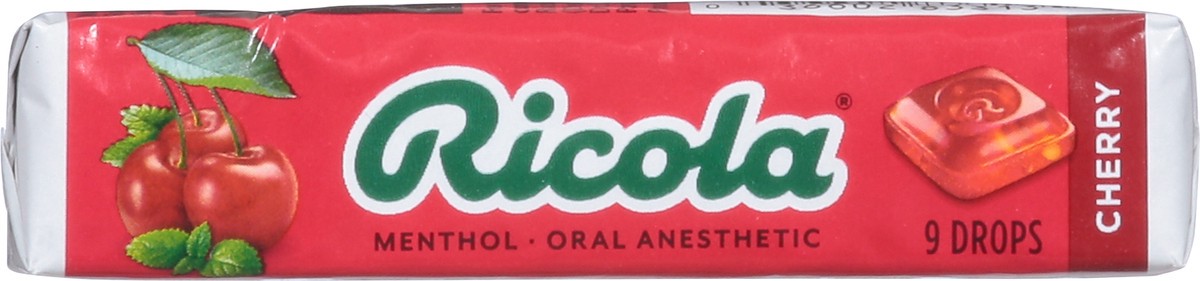 Ricola®
MENTHOL · ORAL ANESTHETIC
9 DROPS
CHERRY